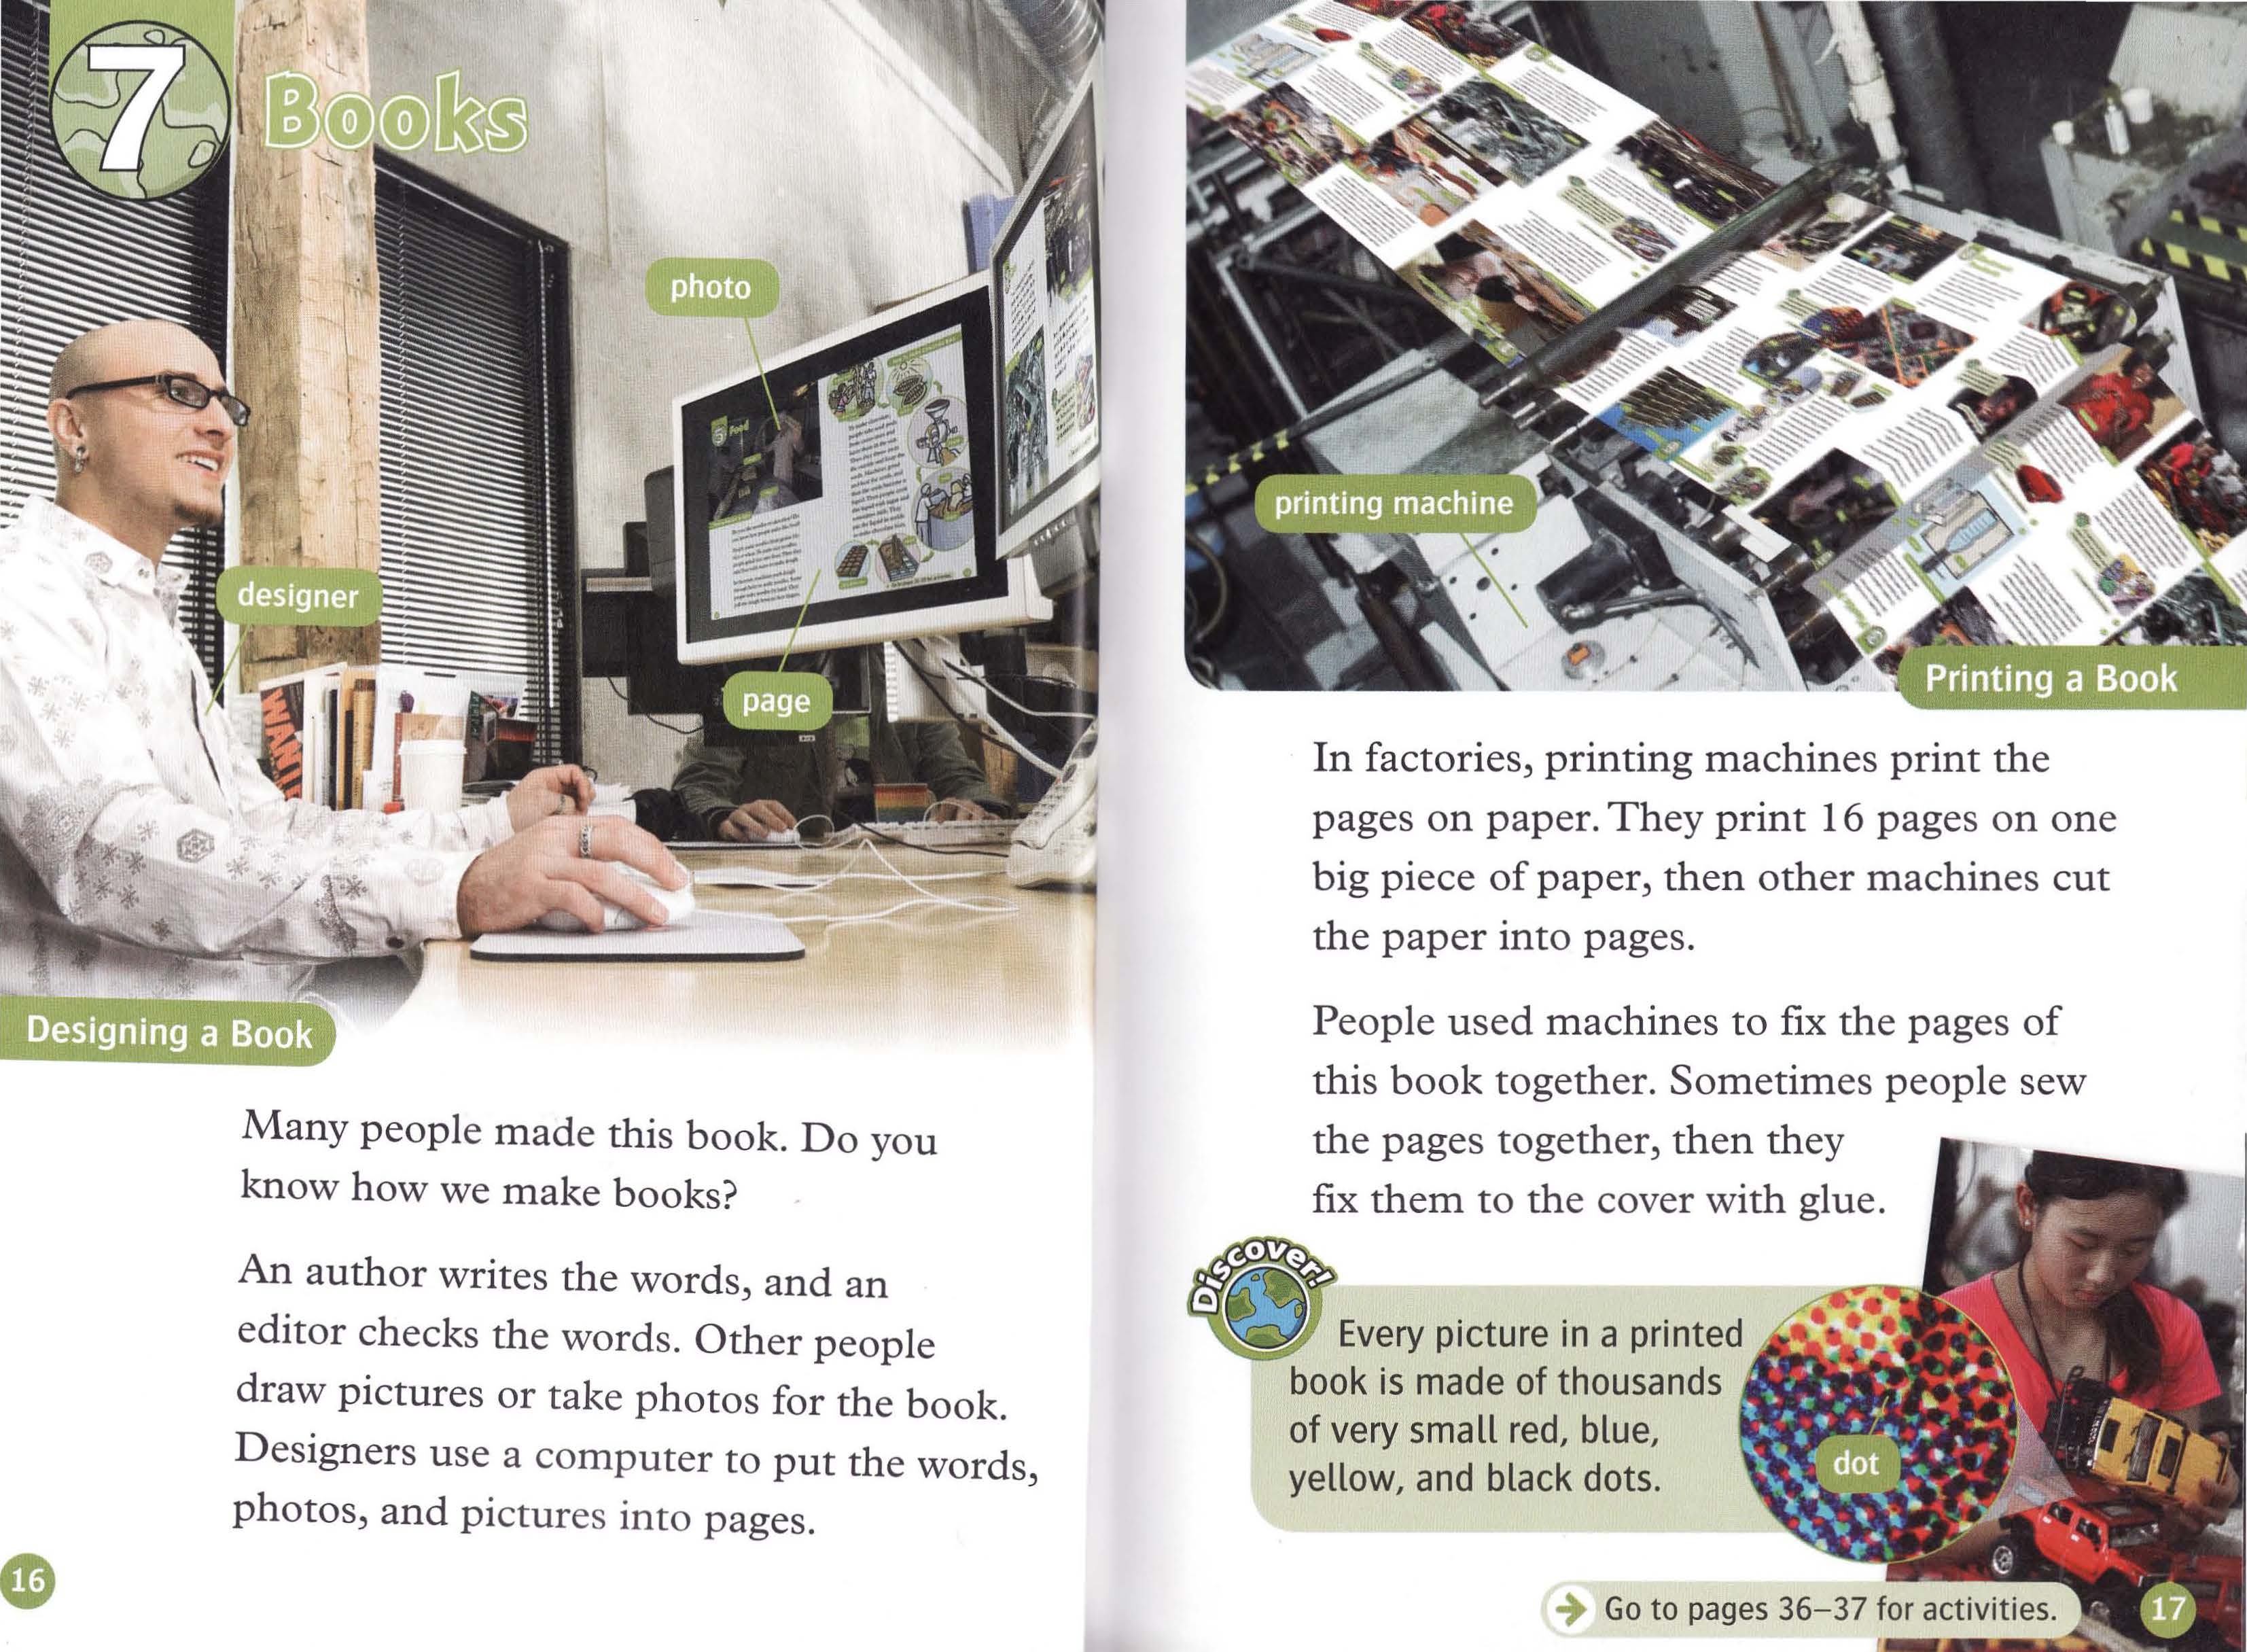 7
Books
photo
designer
page
WANTE
Food
Designing a Book
Many people made this book. Do you
know how we make books?
An author writes the words, and an
editor checks the words. Other people
draw pictures or take photos for the book.
Designers use a computer to put the words,
photos, and pictures into pages.
16
printing machine
Printing a Book
In factories, printing machines print the
pages on paper. They print 16 pages on one
big piece of paper, then other machines cut
the paper into pages.
People used machines to fix the pages of
this book together. Sometimes people sew
the pages together, then they
fix them to the cover with glue.
Discover!
Every picture in a printed
book is made of thousands
of very small red, blue,
yellow, and black dots.
dot
Go to pages 36–37 for activities.
17